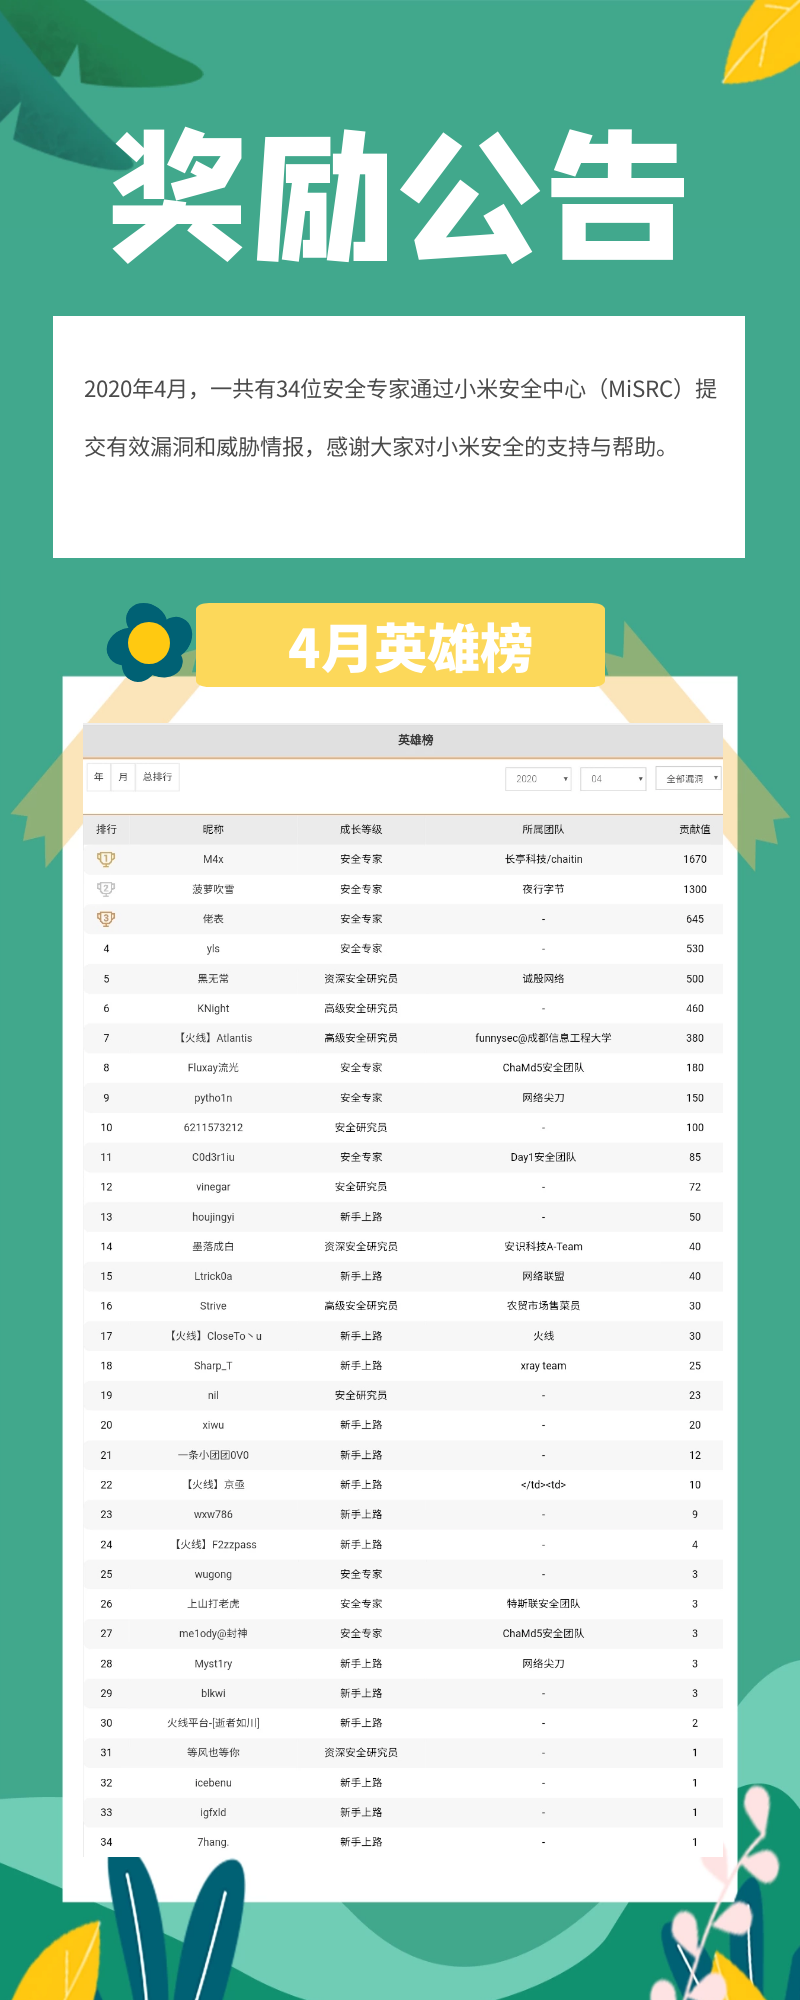 奖励公告
2020年4月，一共有34位安全专家通过小米安全中心（MiSRC）提
交有效漏洞和威胁情报，感谢大家对小米安全的支持与帮助。
4月英雄榜
英雄榜
年 月 总排行 2020 04 全部漏洞
排行 昵称 成长等级 所属团队 贡献值
1 M4x 安全专家 长亭科技/chaitin 1670
2 菠萝吹雪 安全专家 夜行字节 1300
3 佬表 安全专家 - 645
4 yls 安全专家 - 530
5 黑无常 资深安全研究员 诚殷网络 500
6 KNight 高级安全研究员 - 460
7 【火线】Atlantis 高级安全研究员 funnysec@成都信息工程大学 380
8 Fluxay流光 安全专家 ChaMd5安全团队 180
9 pytho1n 安全专家 网络尖刀 150
10 6211573212 安全研究员 - 100
11 C0d3r1iu 安全专家 Day1安全团队 85
12 vinegar 安全研究员 - 72
13 houjingyi 新手上路 - 50
14 墨落成白 资深安全研究员 安识科技A-Team 40
15 Ltrick0a 新手上路 网络联盟 40
16 Strive 高级安全研究员 农贸市场售菜员 30
17 【火线】CloseTo丶u 新手上路 火线 30
18 Sharp_T 新手上路 xray team 25
19 nil 安全研究员 - 23
20 xiwu 新手上路 - 20
21 一条小团团0V0 新手上路 - 12
22 【火线】京亟 新手上路 </td><td> 10
23 wxw786 新手上路 - 9
24 【火线】F2zzpass 新手上路 - 4
25 wugong 安全专家 - 3
26 上山打老虎 安全专家 特斯联安全团队 3
27 me1ody@封神 安全专家 ChaMd5安全团队 3
28 Myst1ry 新手上路 网络尖刀 3
29 blkwi 新手上路 - 3
30 火线平台-[逝者如川] 新手上路 - 2
31 等风也等你 资深安全研究员 - 1
32 icebenu 新手上路 - 1
33 igfxld 新手上路 - 1
34 7hang. 新手上路 - 1